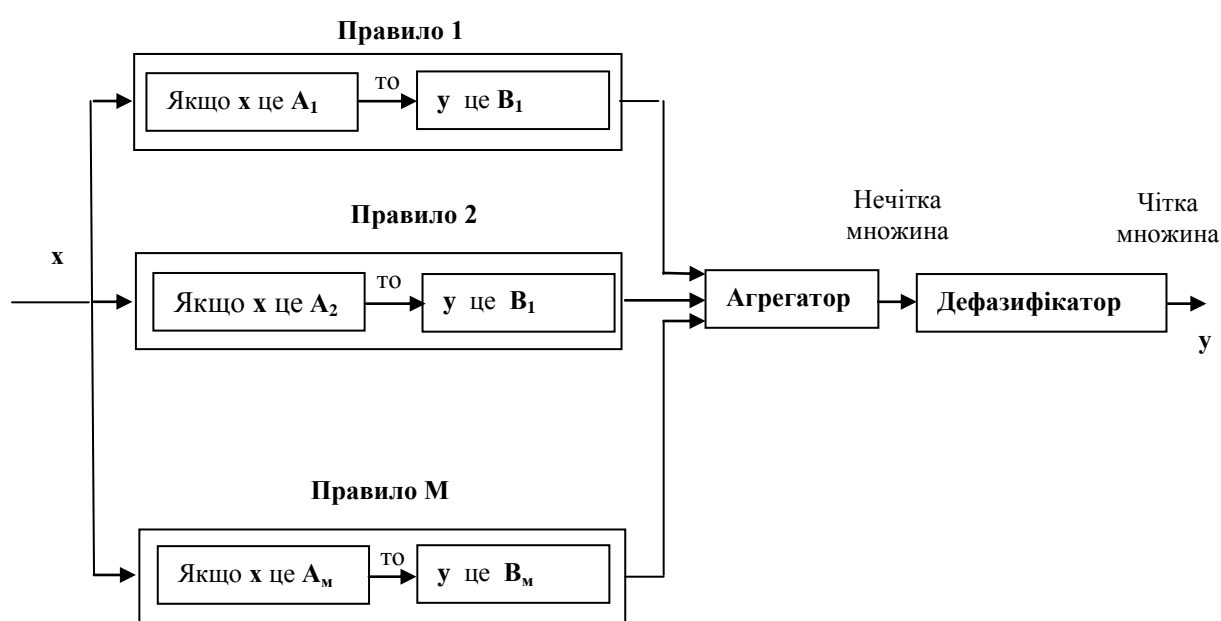 Правило 1
Якщо x це A₁
то
y це B₁
Правило 2
x
Якщо x це A₂
то
y це B₁
Нечітка
множина
Чітка
множина
Агрегатор
Дефазифікатор
y
Правило М
Якщо x це Aм
то
y це Bм